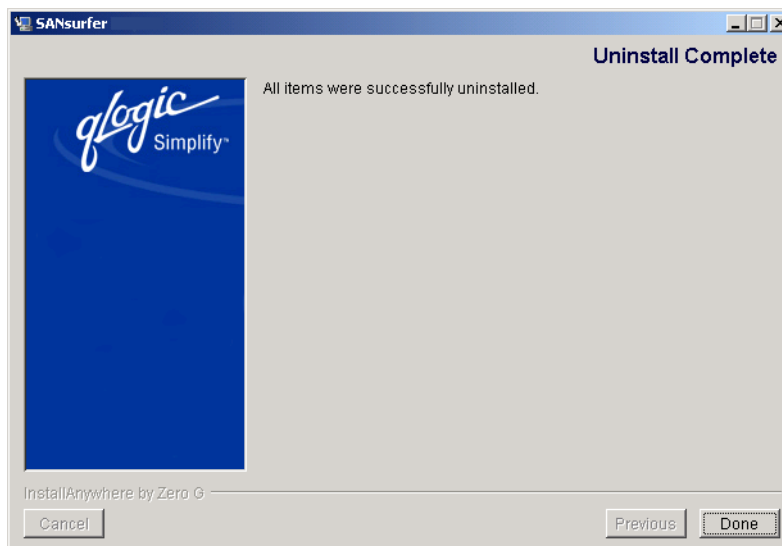 SANsurfer
Uninstall Complete
qLogic
Simplify™
All items were successfully uninstalled.
InstallAnywhere by Zero G
Cancel
Previous
Done